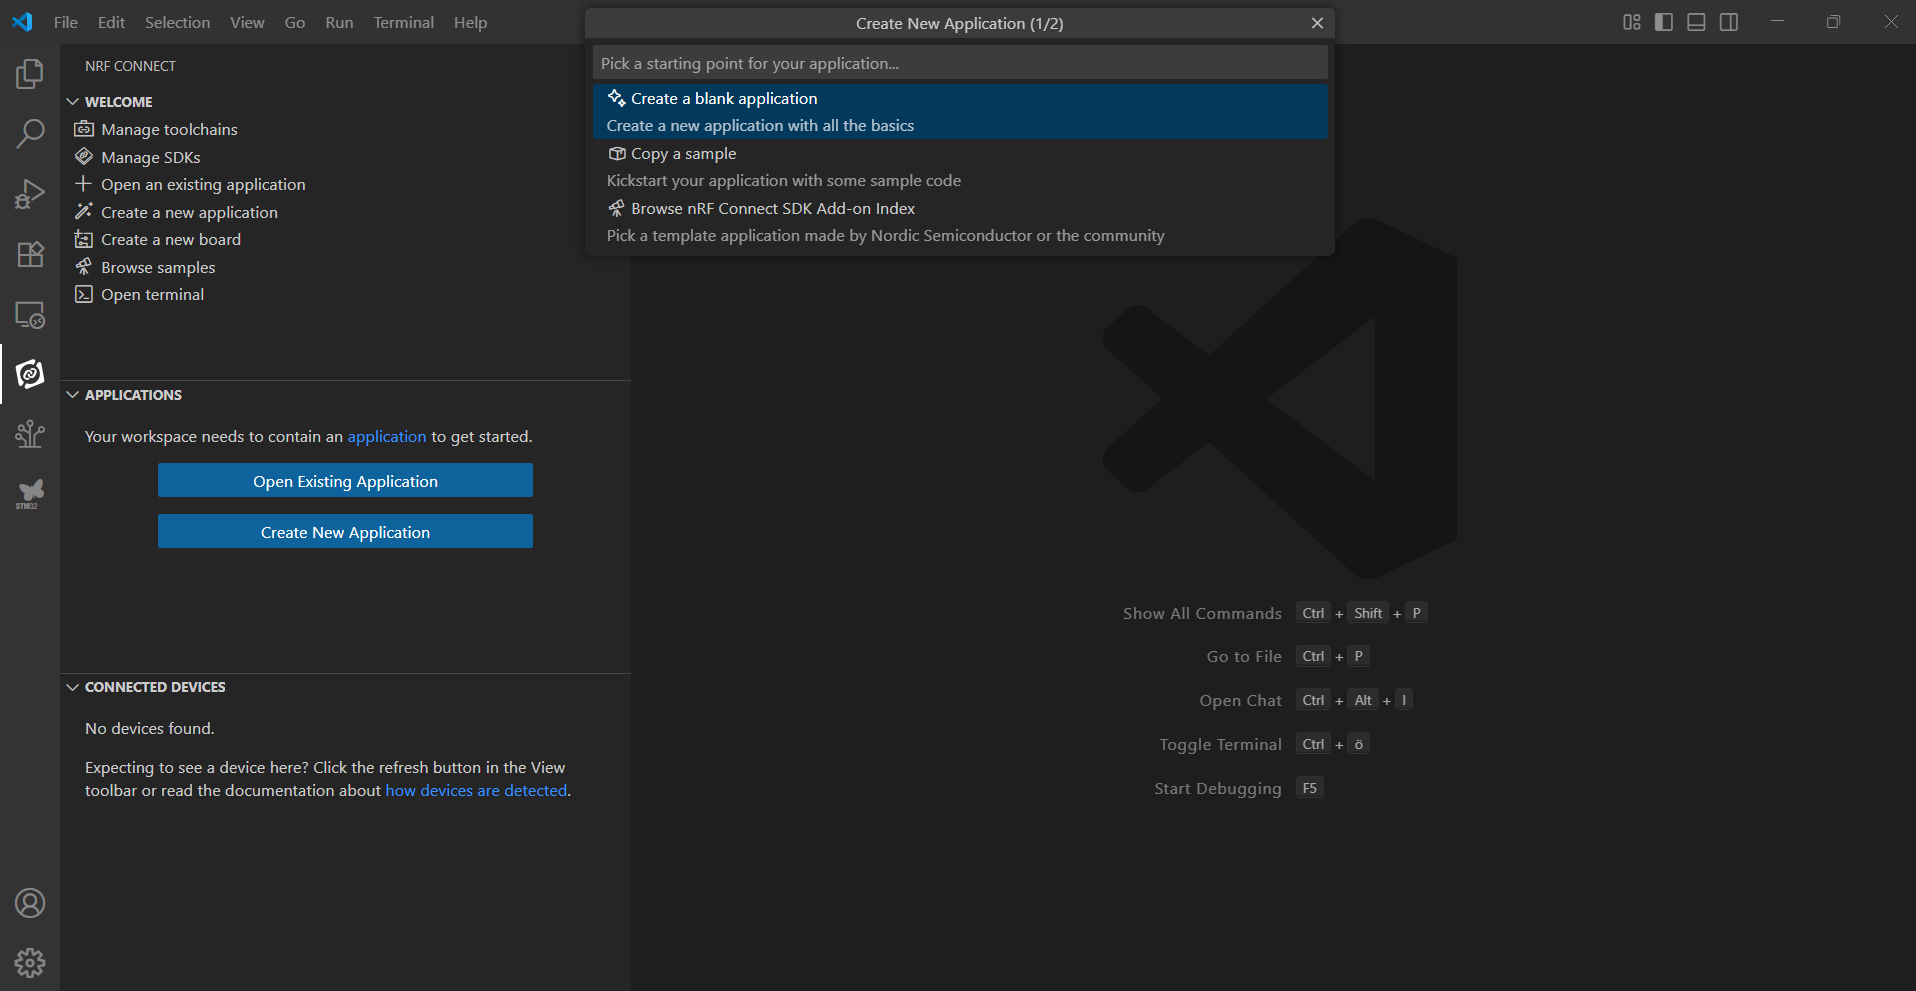 File Edit Selection View Go Run Terminal Help
Create New Application (1/2)
Pick a starting point for your application...
Create a blank application
Create a new application with all the basics
Copy a sample
Kickstart your application with some sample code
Browse nRF Connect SDK Add-on Index
Pick a template application made by Nordic Semiconductor or the community
NRF CONNECT
WELCOME
Manage toolchains
Manage SDKs
Open an existing application
Create a new application
Create a new board
Browse samples
Open terminal
APPLICATIONS
Your workspace needs to contain an application to get started.
Open Existing Application
Create New Application
STM32
CONNECTED DEVICES
No devices found.
Expecting to see a device here? Click the refresh button in the View
toolbar or read the documentation about how devices are detected.
Show All Commands Ctrl + Shift + P
Go to File Ctrl + P
Open Chat Ctrl + Alt + I
Toggle Terminal Ctrl + ö
Start Debugging F5